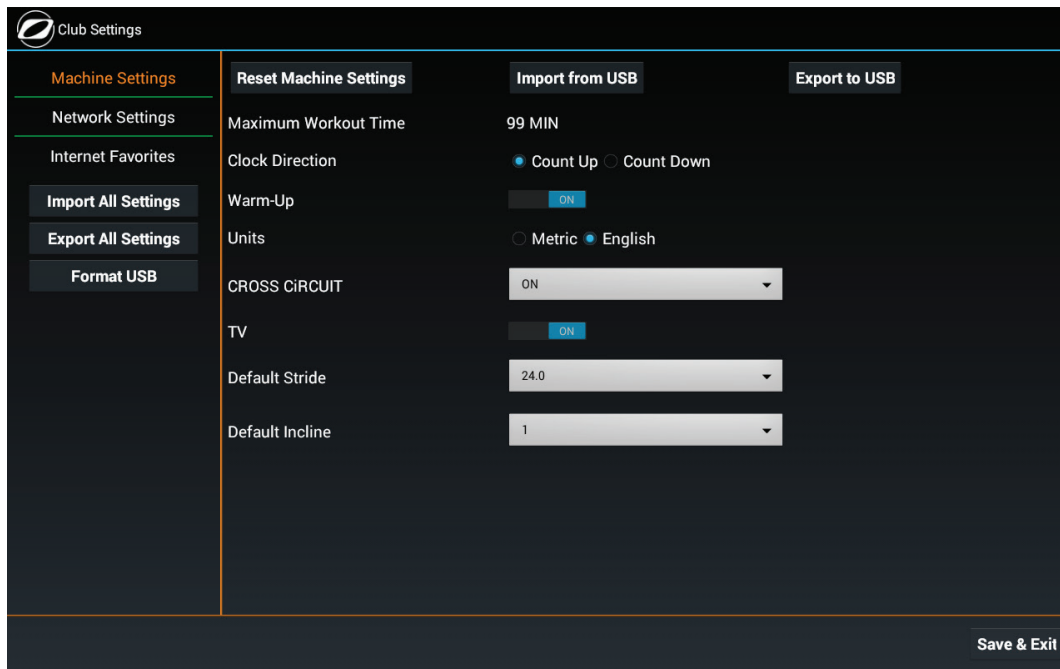 Club Settings
Machine Settings
Network Settings
Internet Favorites
Import All Settings
Export All Settings
Format USB
Reset Machine Settings Import from USB Export to USB
Maximum Workout Time 99 MIN
Clock Direction Count Up Count Down
Warm-Up ON
Units Metric English
CROSS CiRCUIT ON
TV ON
Default Stride 24.0
Default Incline 1
Save & Exit